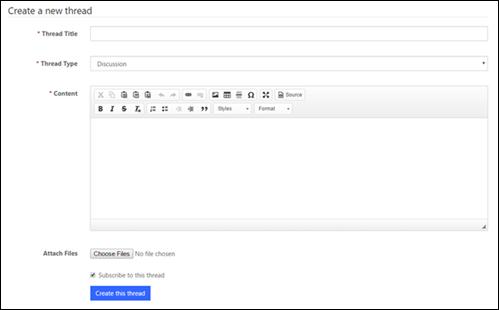 Create a new thread
* Thread Title
* Thread Type Discussion
* Content
Source
B I S Tx Styles Format
Attach Files Choose Files No file chosen
Subscribe to this thread
Create this thread